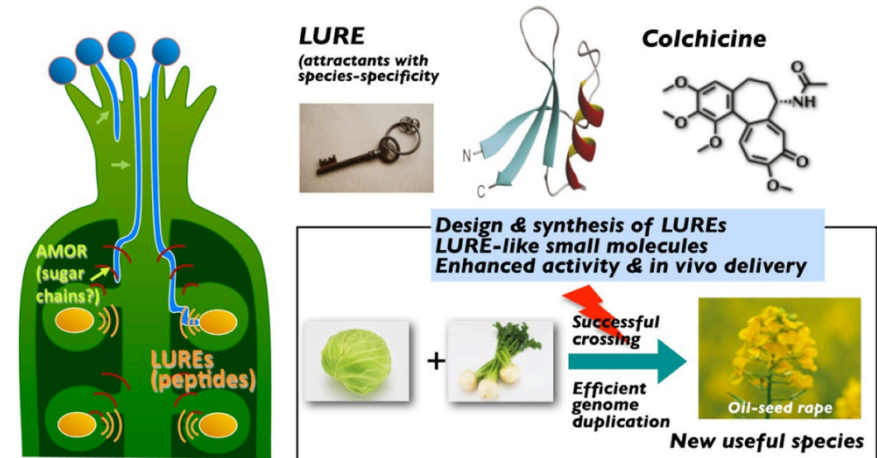 LURE
(attractants with
species-specificity
Colchicine
N
C
O
O
O
O
O
O
NH
AMOR
(sugar
chains?)
LUREs
(peptides)
Design & synthesis of LUREs
LURE-like small molecules
Enhanced activity & in vivo delivery
+
Successful
crossing
Efficient
genome
duplication
Oil-seed rape
New useful species